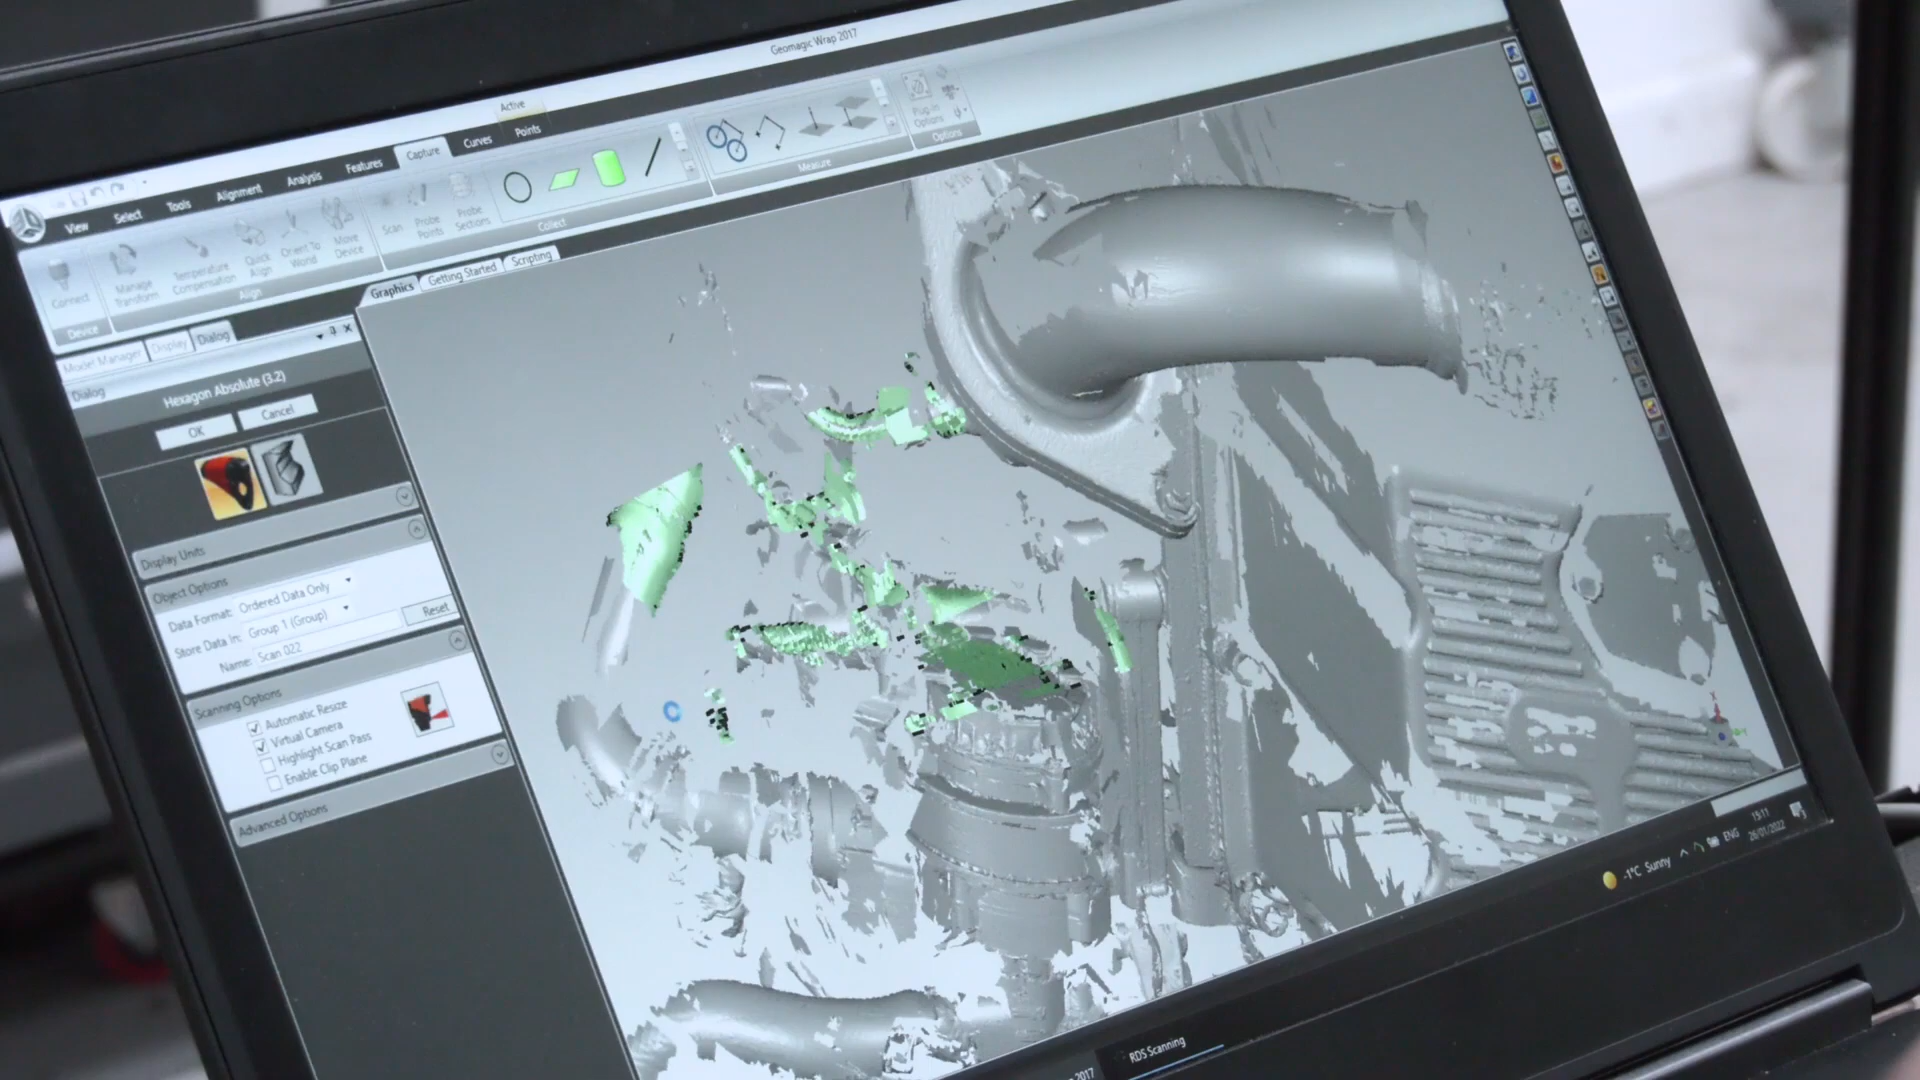 Geomagic Wrap 2017
Active
View Select Tools Alignment Analysis Features Capture Curves Points
Connect
Manage Transform
Temperature Compensation
Quick Align
Orient To World
Move Device
Scan
Probe Points
Probe Sections
Plug-in Options
Device
Align
Collect
Measure
Options
Graphics Getting Started Scripting
Model Manager Display Dialog
Dialog
Hexagon Absolute (3.2)
OK Cancel
Display Units
Object Options
Data Format: Ordered Data Only
Store Data In: Group 1 (Group) Reset
Name: Scan 022
Scanning Options
Automatic Resize
Virtual Camera
Highlight Scan Pass
Enable Clip Plane
Advanced Options
-1°C Sunny ENG 15:11
26/01/2022
2017 RDS Scanning